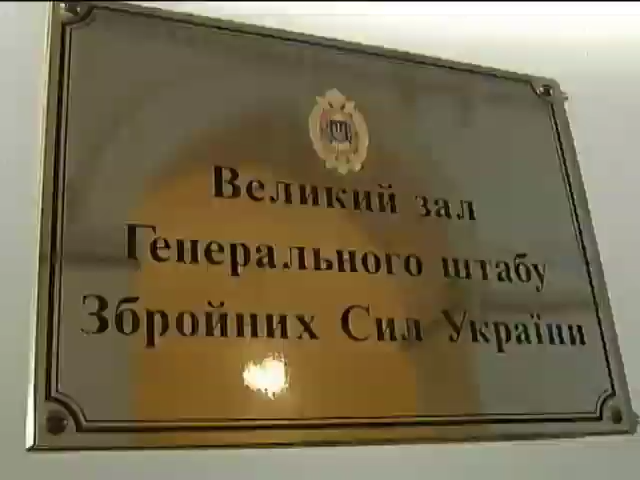 Великий зал
Генерального штабу
Збройних Сил України